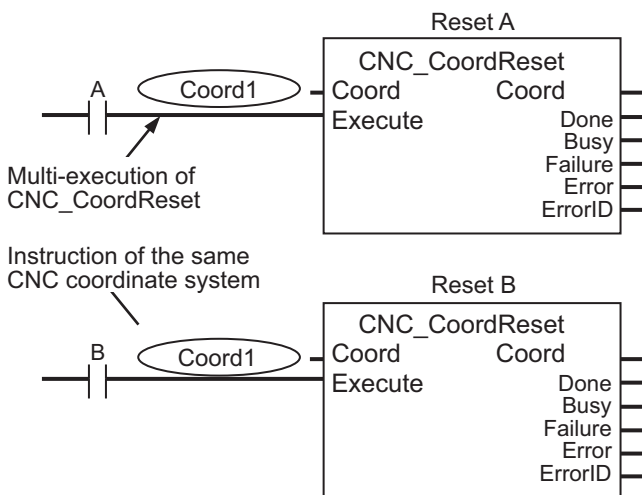 Reset A
CNC_CoordReset
A
Coord1
Coord Coord
Execute
Done
Busy
Failure
Error
ErrorID
Multi-execution of
CNC_CoordReset
Instruction of the same
CNC coordinate system
Reset B
CNC_CoordReset
B
Coord1
Coord Coord
Execute
Done
Busy
Failure
Error
ErrorID